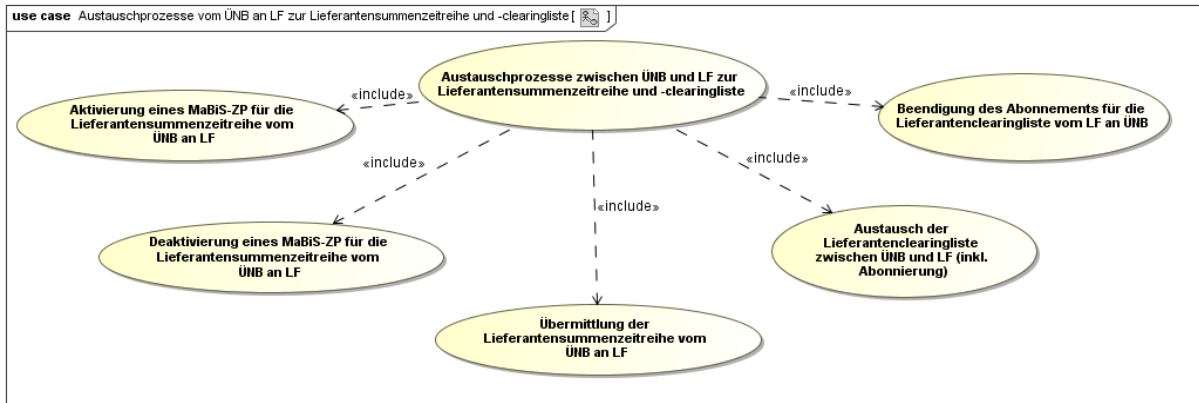 use case Austauschprozesse vom ÜNB an LF zur Lieferantensummenzeitreihe und -clearingliste [ ]
Austauschprozesse zwischen ÜNB und LF zur
Lieferantensummenzeitreihe und -clearingliste
«include»
«include»
Aktivierung eines MaBiS-ZP für die
Lieferantensummenzeitreihe vom
ÜNB an LF
Beendigung des Abonnements für die
Lieferantenclearingliste vom LF an ÜNB
«include»
«include»
«include»
Deaktivierung eines MaBiS-ZP für die
Lieferantensummenzeitreihe vom
ÜNB an LF
Austausch der
Lieferantenclearingliste
zwischen ÜNB und LF (inkl.
Abonnierung)
Übermittlung der
Lieferantensummenzeitreihe vom
ÜNB an LF